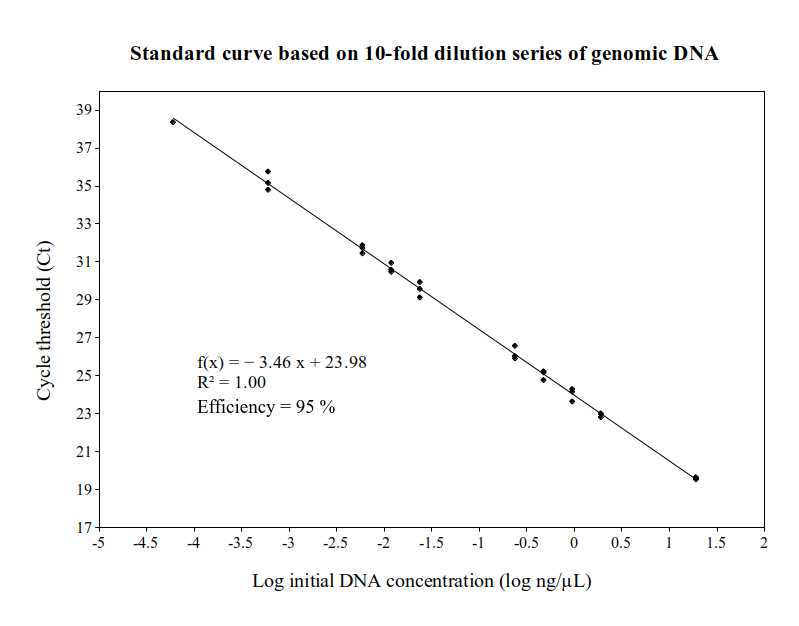 Standard curve based on 10-fold dilution series of genomic DNA
39
37
35
33
31
29
27
25
23
21
19
17
Cycle threshold (Ct)
f(x) = − 3.46 x + 23.98
R² = 1.00
Efficiency = 95 %
-5 -4.5 -4 -3.5 -3 -2.5 -2 -1.5 -1 -0.5 0 0.5 1 1.5 2
Log initial DNA concentration (log ng/µL)